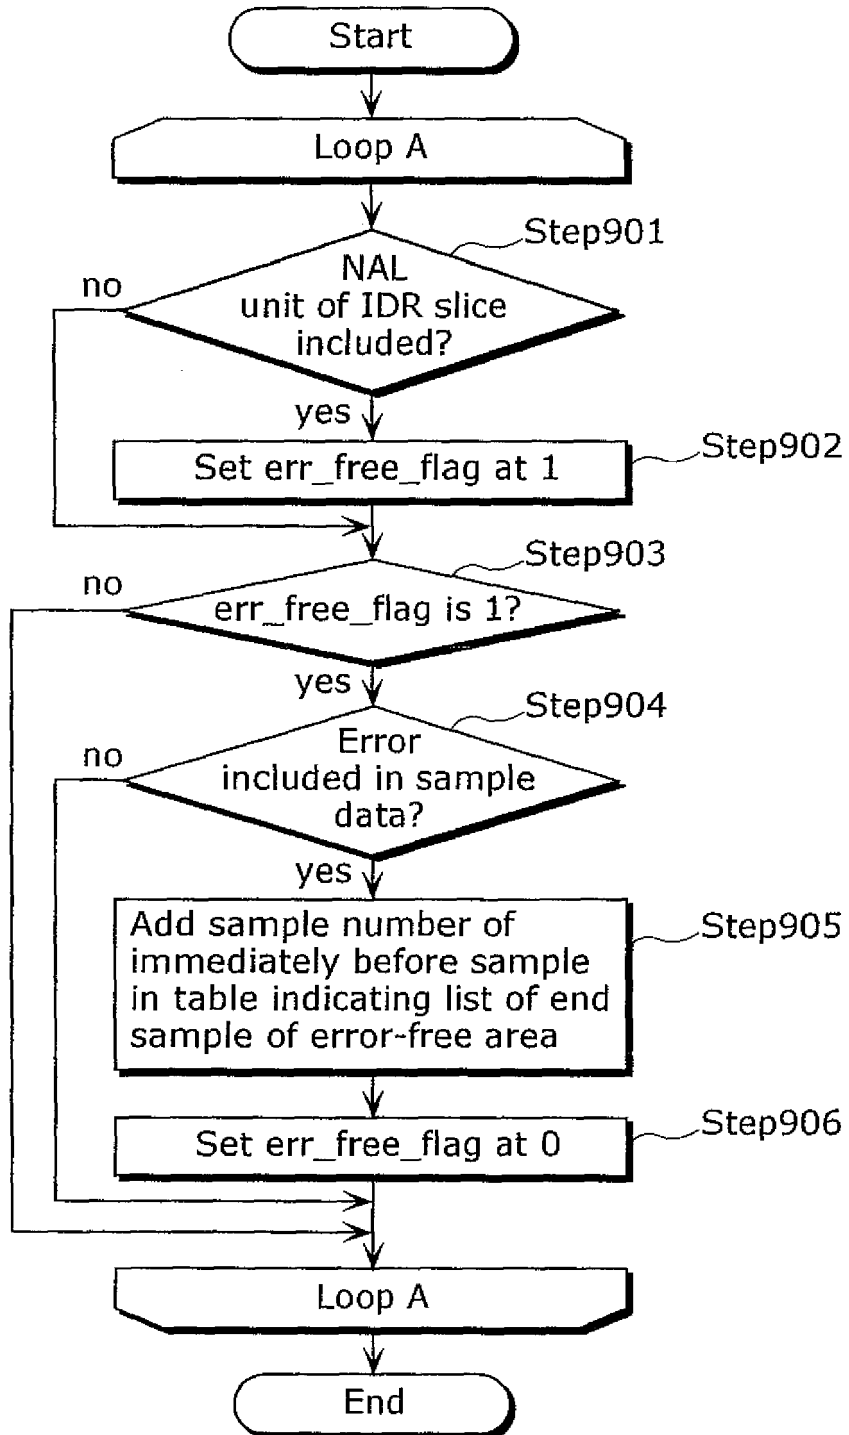 Start
Loop A
Step901
no
NAL
unit of IDR slice
included?
yes
Step902
Set err_free_flag at 1
Step903
no
err_free_flag is 1?
yes
Step904
no
Error
included in sample
data?
yes
Step905
Add sample number of
immediately before sample
in table indicating list of end
sample of error-free area
Step906
Set err_free_flag at 0
Loop A
End